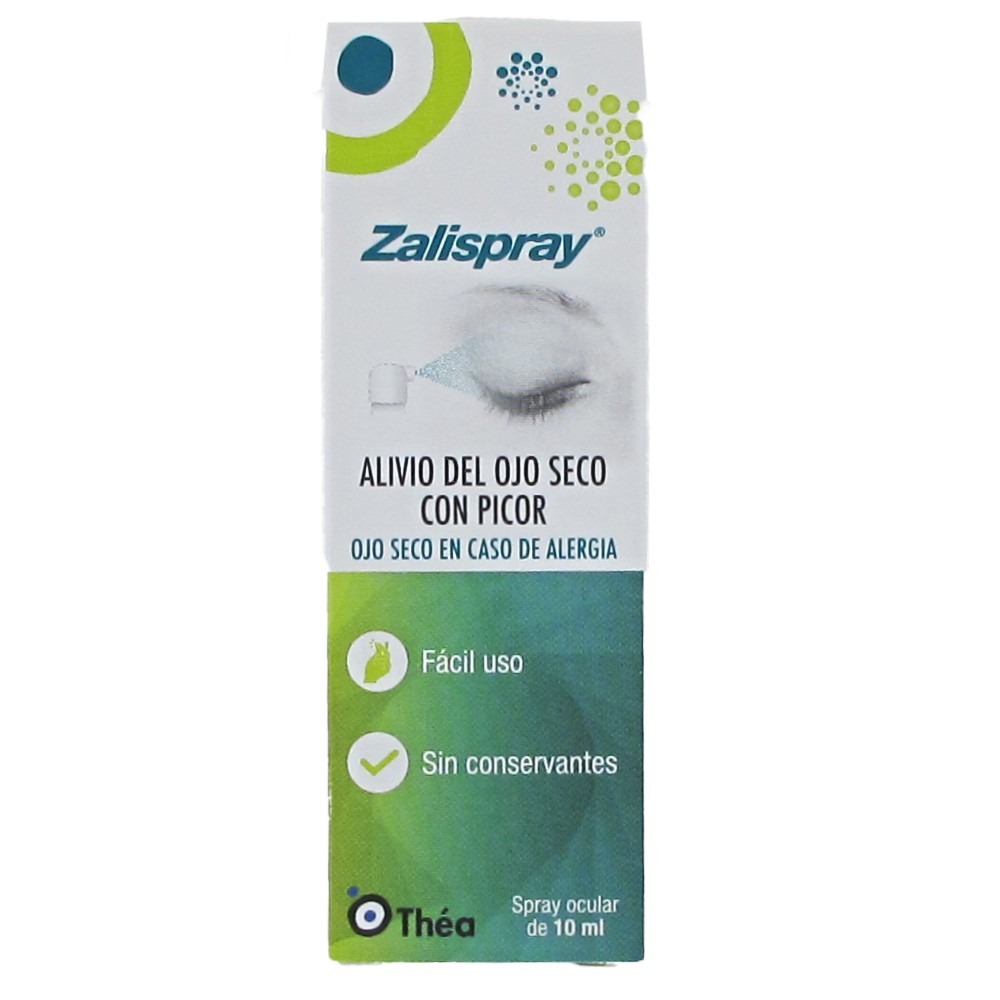 Zalispray®
ALIVIO DEL OJO SECO
CON PICOR
OJO SECO EN CASO DE ALERGIA
Fácil uso
Sin conservantes
Théa
Spray ocular
de 10 ml